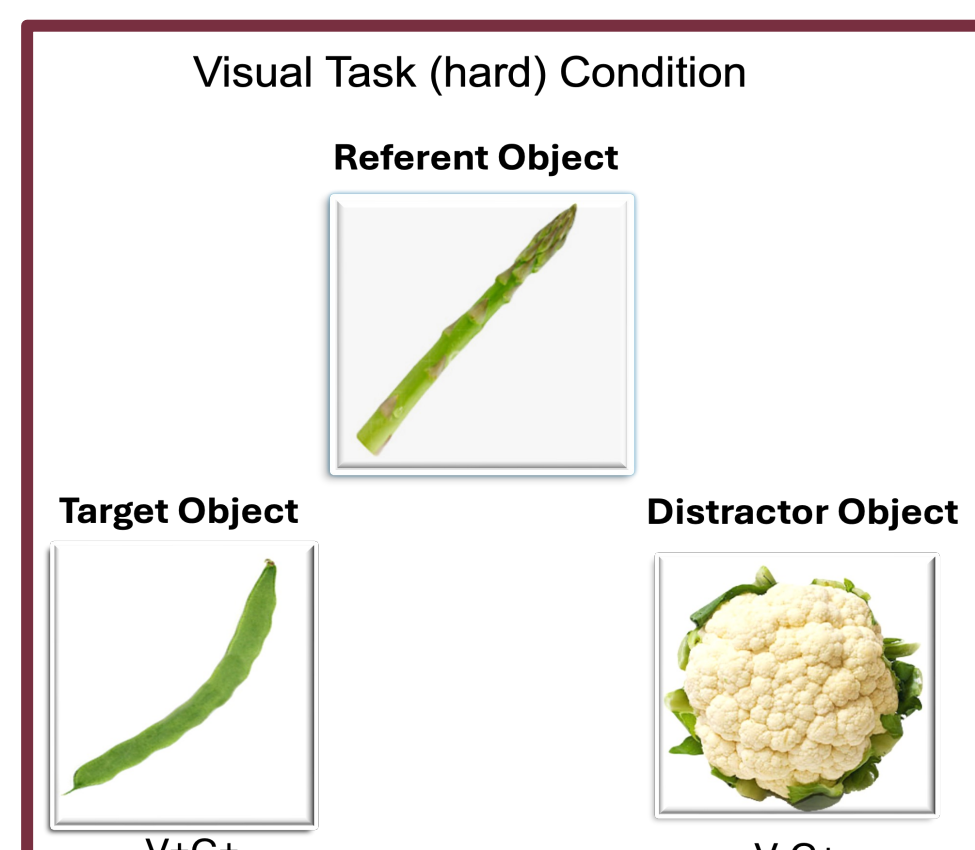 Visual Task (hard) Condition
Referent Object
Target Object
Distractor Object